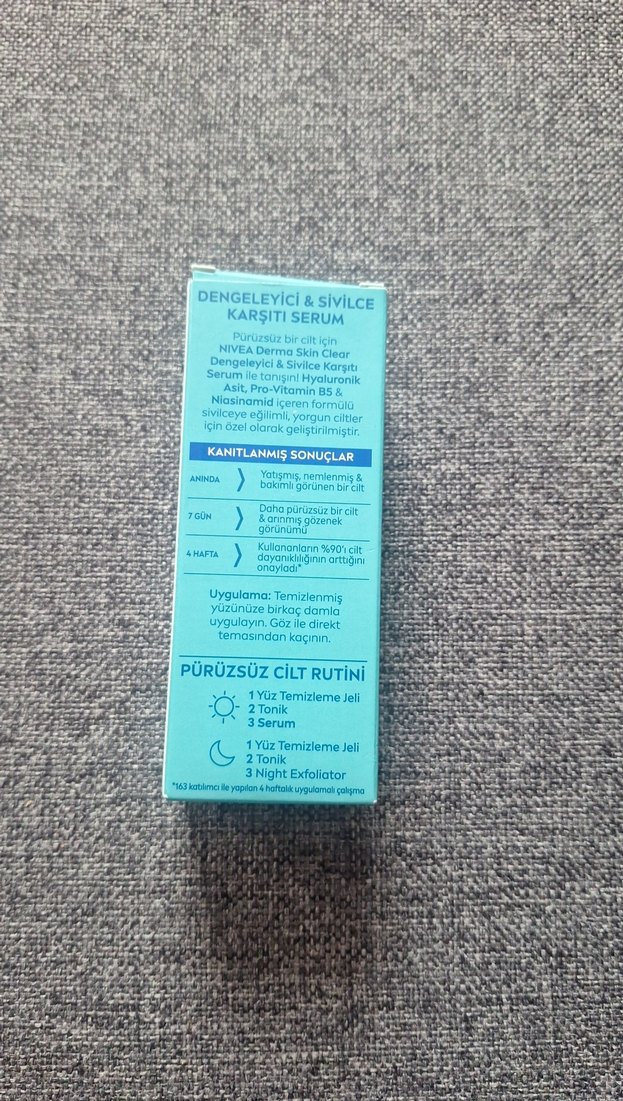 DENGELEYİCİ & SİVİLCE
KARŞITI SERUM
Pürüzsüz bir cilt için
NIVEA Derma Skin Clear
Dengeleyici & Sivilce Karşıtı
Serum ile tanışın! Hyaluronik
Asit, Pro-Vitamin B5 &
Niasinamid içeren formülü
sivilceye eğilimli, yorgun ciltler
için özel olarak geliştirilmiştir.
KANITLANMIŞ SONUÇLAR
ANINDA
Yatışmış, nemlenmiş &
bakımlı görünen bir cilt
7 GÜN
Daha pürüzsüz bir cilt
& arınmış gözenek
görünümü
4 HAFTA
Kullananların %90'ı cilt
dayanıklılığının arttığını
onayladı*
Uygulama: Temizlenmiş
yüzünüze birkaç damla
uygulayın. Göz ile direkt
temasından kaçının.
PÜRÜZSÜZ CİLT RUTİNİ
1 Yüz Temizleme Jeli
2 Tonik
3 Serum
1 Yüz Temizleme Jeli
2 Tonik
3 Night Exfoliator
*163 katılımcı ile yapılan 4 haftalık uygulamalı çalışma